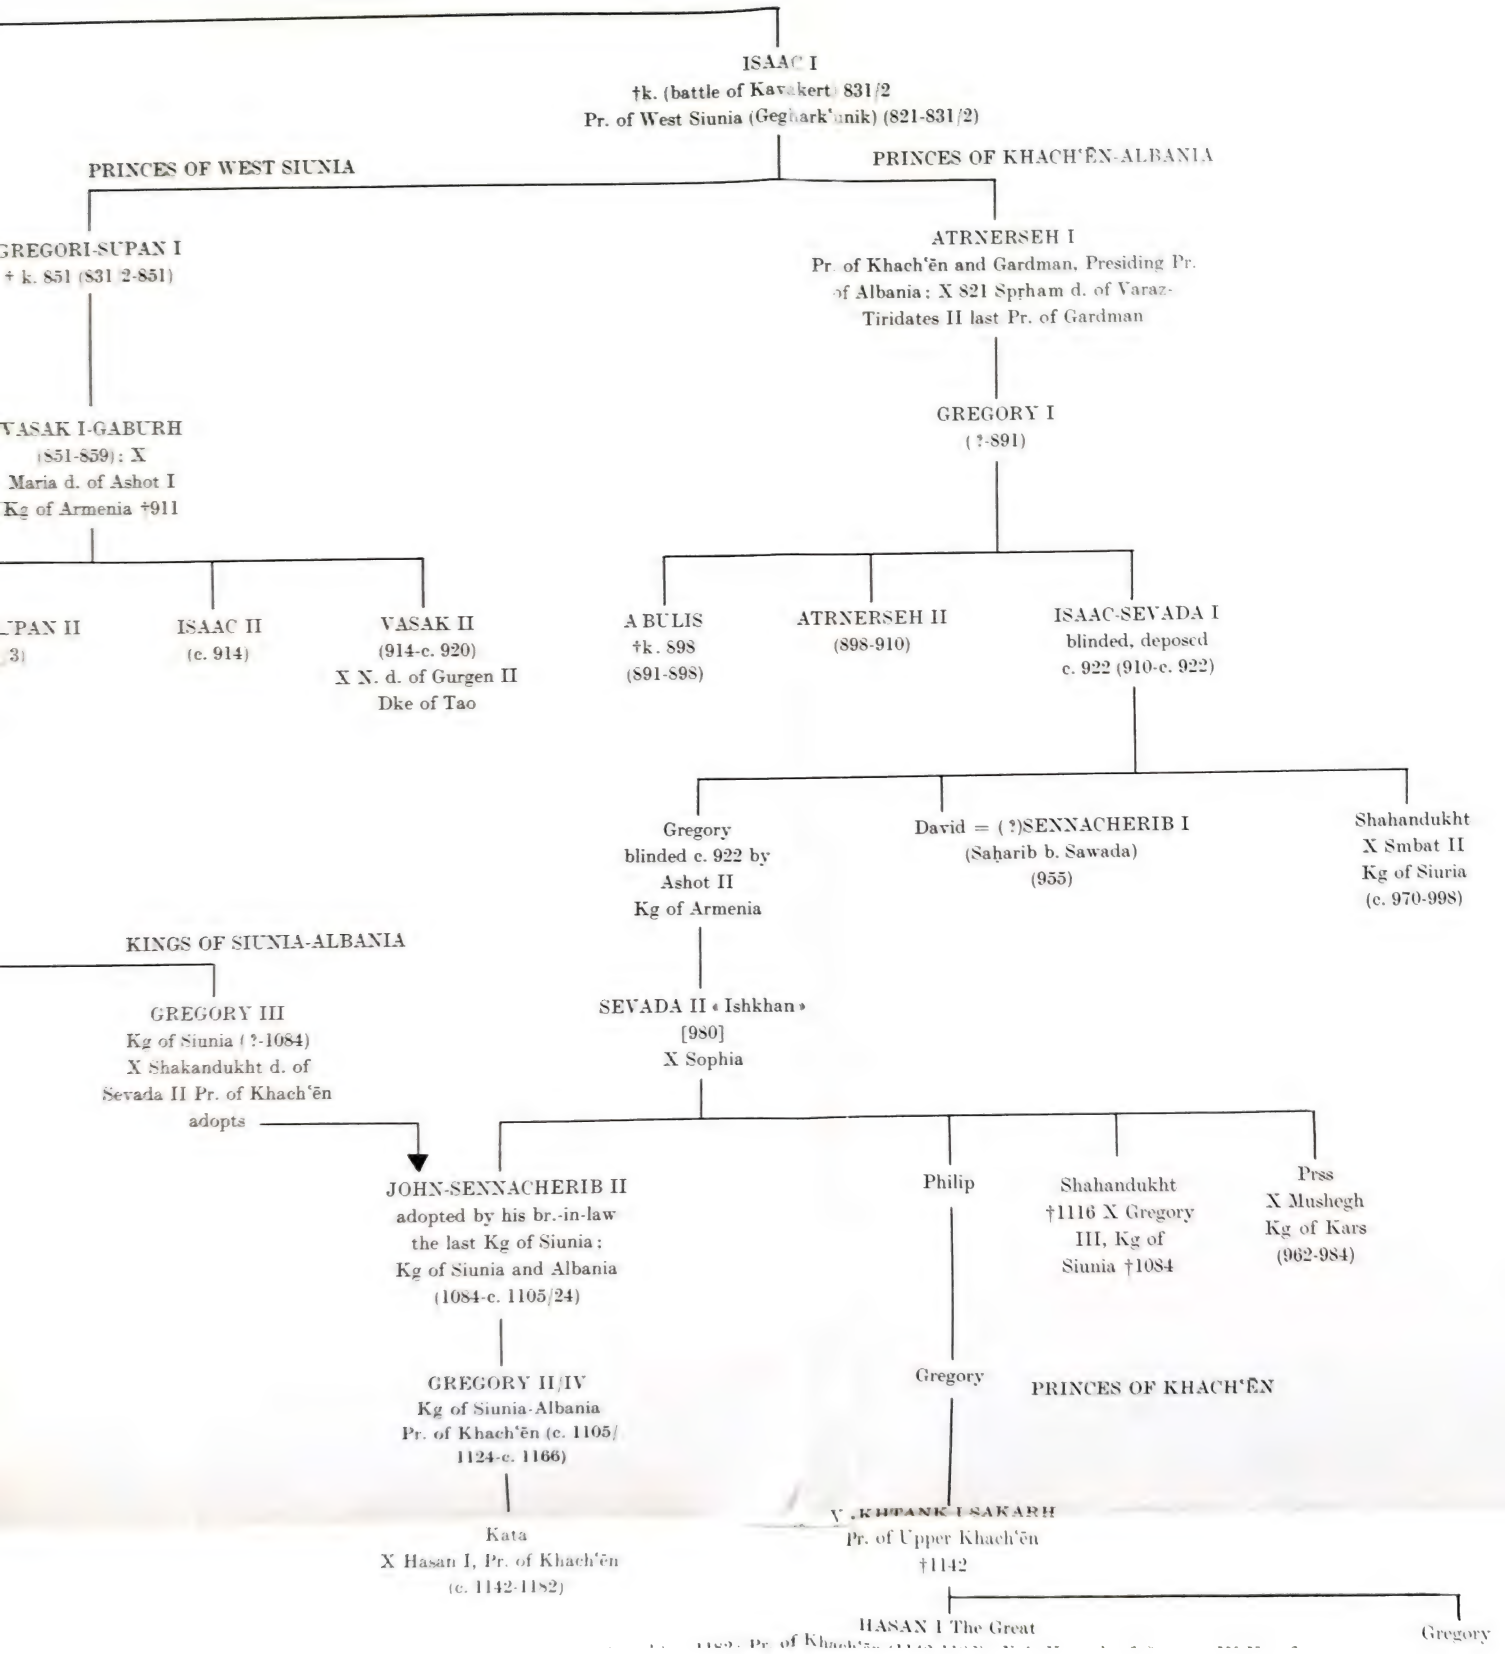 ISAAC I
†k. (battle of Kavakert) 831/2
Pr. of West Siunia (Geghark'unik) (821-831/2)
PRINCES OF WEST SIUNIA
PRINCES OF KHACH'ĒN-ALBANIA
GREGORI-SUPAN I
† k. 851 (831 2-851)
ATRNERSEH I
Pr. of Khach'ēn and Gardman, Presiding Pr.
of Albania: X 821 Spṛham d. of Varaz-
Tiridates II last Pr. of Gardman
VASAK I-GABURH
(851-859): X
Maria d. of Ashot I
Kg of Armenia †911
GREGORY I
(?-891)
UPAN II
3)
ISAAC II
(c. 914)
VASAK II
(914-c. 920)
X N. d. of Gurgen II
Dke of Tao
ABULIS
†k. 898
(891-898)
ATRNERSEH II
(898-910)
ISAAC-SEVADA I
blinded, deposed
c. 922 (910-c. 922)
Gregory
blinded c. 922 by
Ashot II
Kg of Armenia
David = (?)SENNACHERIB I
(Saḥarib b. Sawada)
(955)
Shahandukht
X Smbat II
Kg of Siuria
(c. 970-998)
KINGS OF SIUNIA-ALBANIA
GREGORY III
Kg of Siunia (?-1084)
X Shakandukht d. of
Sevada II Pr. of Khach'ēn
adopts
SEVADA II « Ishkhan »
[980]
X Sophia
JOHN-SENNACHERIB II
adopted by his br.-in-law
the last Kg of Siunia:
Kg of Siunia and Albania
(1084-c. 1105/24)
Philip
Shahandukht
†1116 X Gregory
III, Kg of
Siunia †1084
Prss
X Mushegh
Kg of Kars
(962-984)
GREGORY II/IV
Kg of Siunia-Albania
Pr. of Khach'ēn (c. 1105/
1124-c. 1166)
Gregory
PRINCES OF KHACH'ĒN
Kata
X Hasan I, Pr. of Khach'ēn
(c. 1142-1182)
SAKARH
Pr. of Upper Khach'ēn
†1142
HASAN I The Great
Gregory
Pr. of Khach'ēn